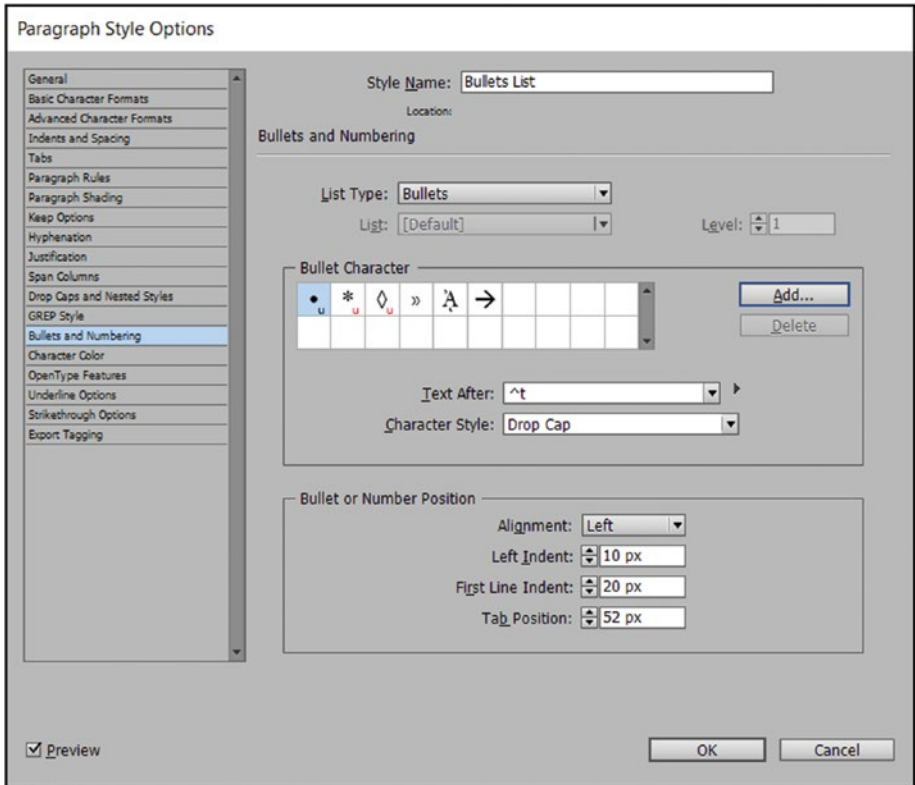 Paragraph Style Options
General
Basic Character Formats
Advanced Character Formats
Indents and Spacing
Tabs
Paragraph Rules
Paragraph Shading
Keep Options
Hyphenation
Justification
Span Columns
Drop Caps and Nested Styles
GREP Style
Bullets and Numbering
Character Color
OpenType Features
Underline Options
Strikethrough Options
Export Tagging
Style Name: Bullets List
Location:
Bullets and Numbering
List Type: Bullets
List: [Default] Level: 1
Bullet Character
• u * u ◊ u » ᾌ →
Add...
Delete
Text After: ^t
Character Style: Drop Cap
Bullet or Number Position
Alignment: Left
Left Indent: 10 px
First Line Indent: 20 px
Tab Position: 52 px
Preview
OK Cancel